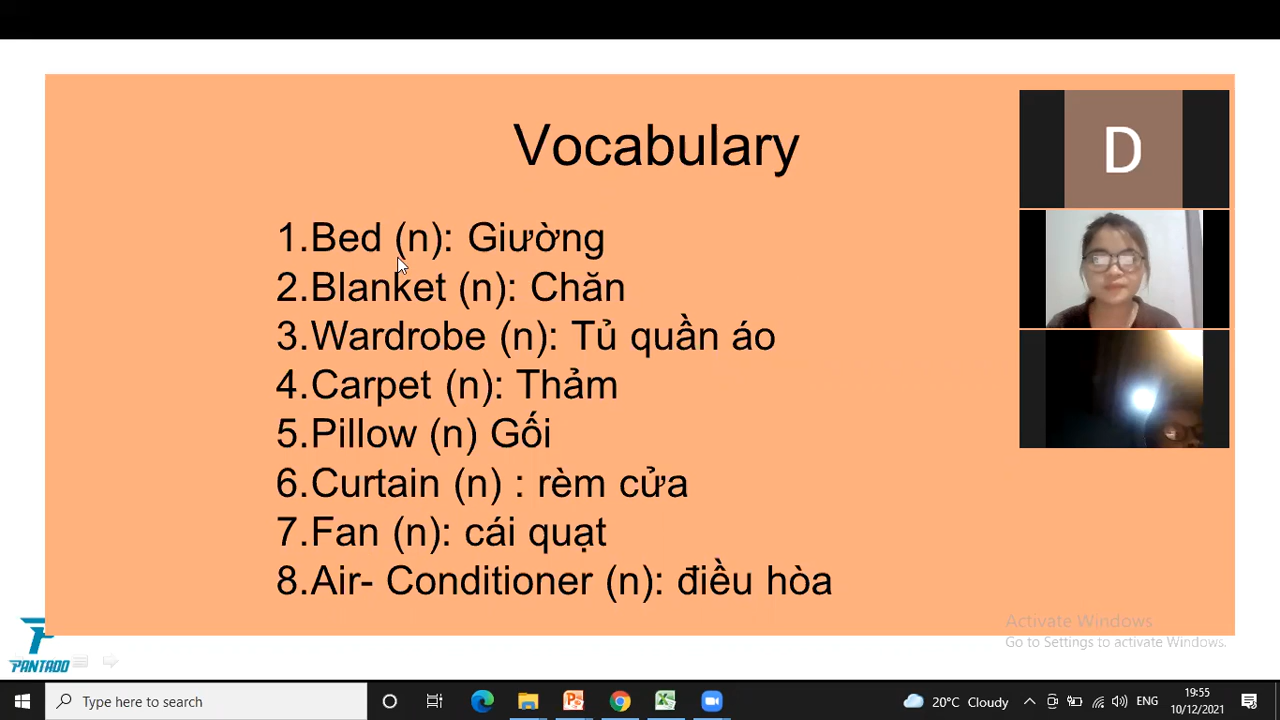 Vocabulary
D
1.Bed (n): Giường
2.Blanket (n): Chăn
3.Wardrobe (n): Tủ quần áo
4.Carpet (n): Thảm
5.Pillow (n) Gối
6.Curtain (n) : rèm cửa
7.Fan (n): cái quạt
8.Air- Conditioner (n): điều hòa
Activate Windows
Go to Settings to activate Windows.
PANTADO
Type here to search
20°C Cloudy
ENG
19:55
10/12/2021